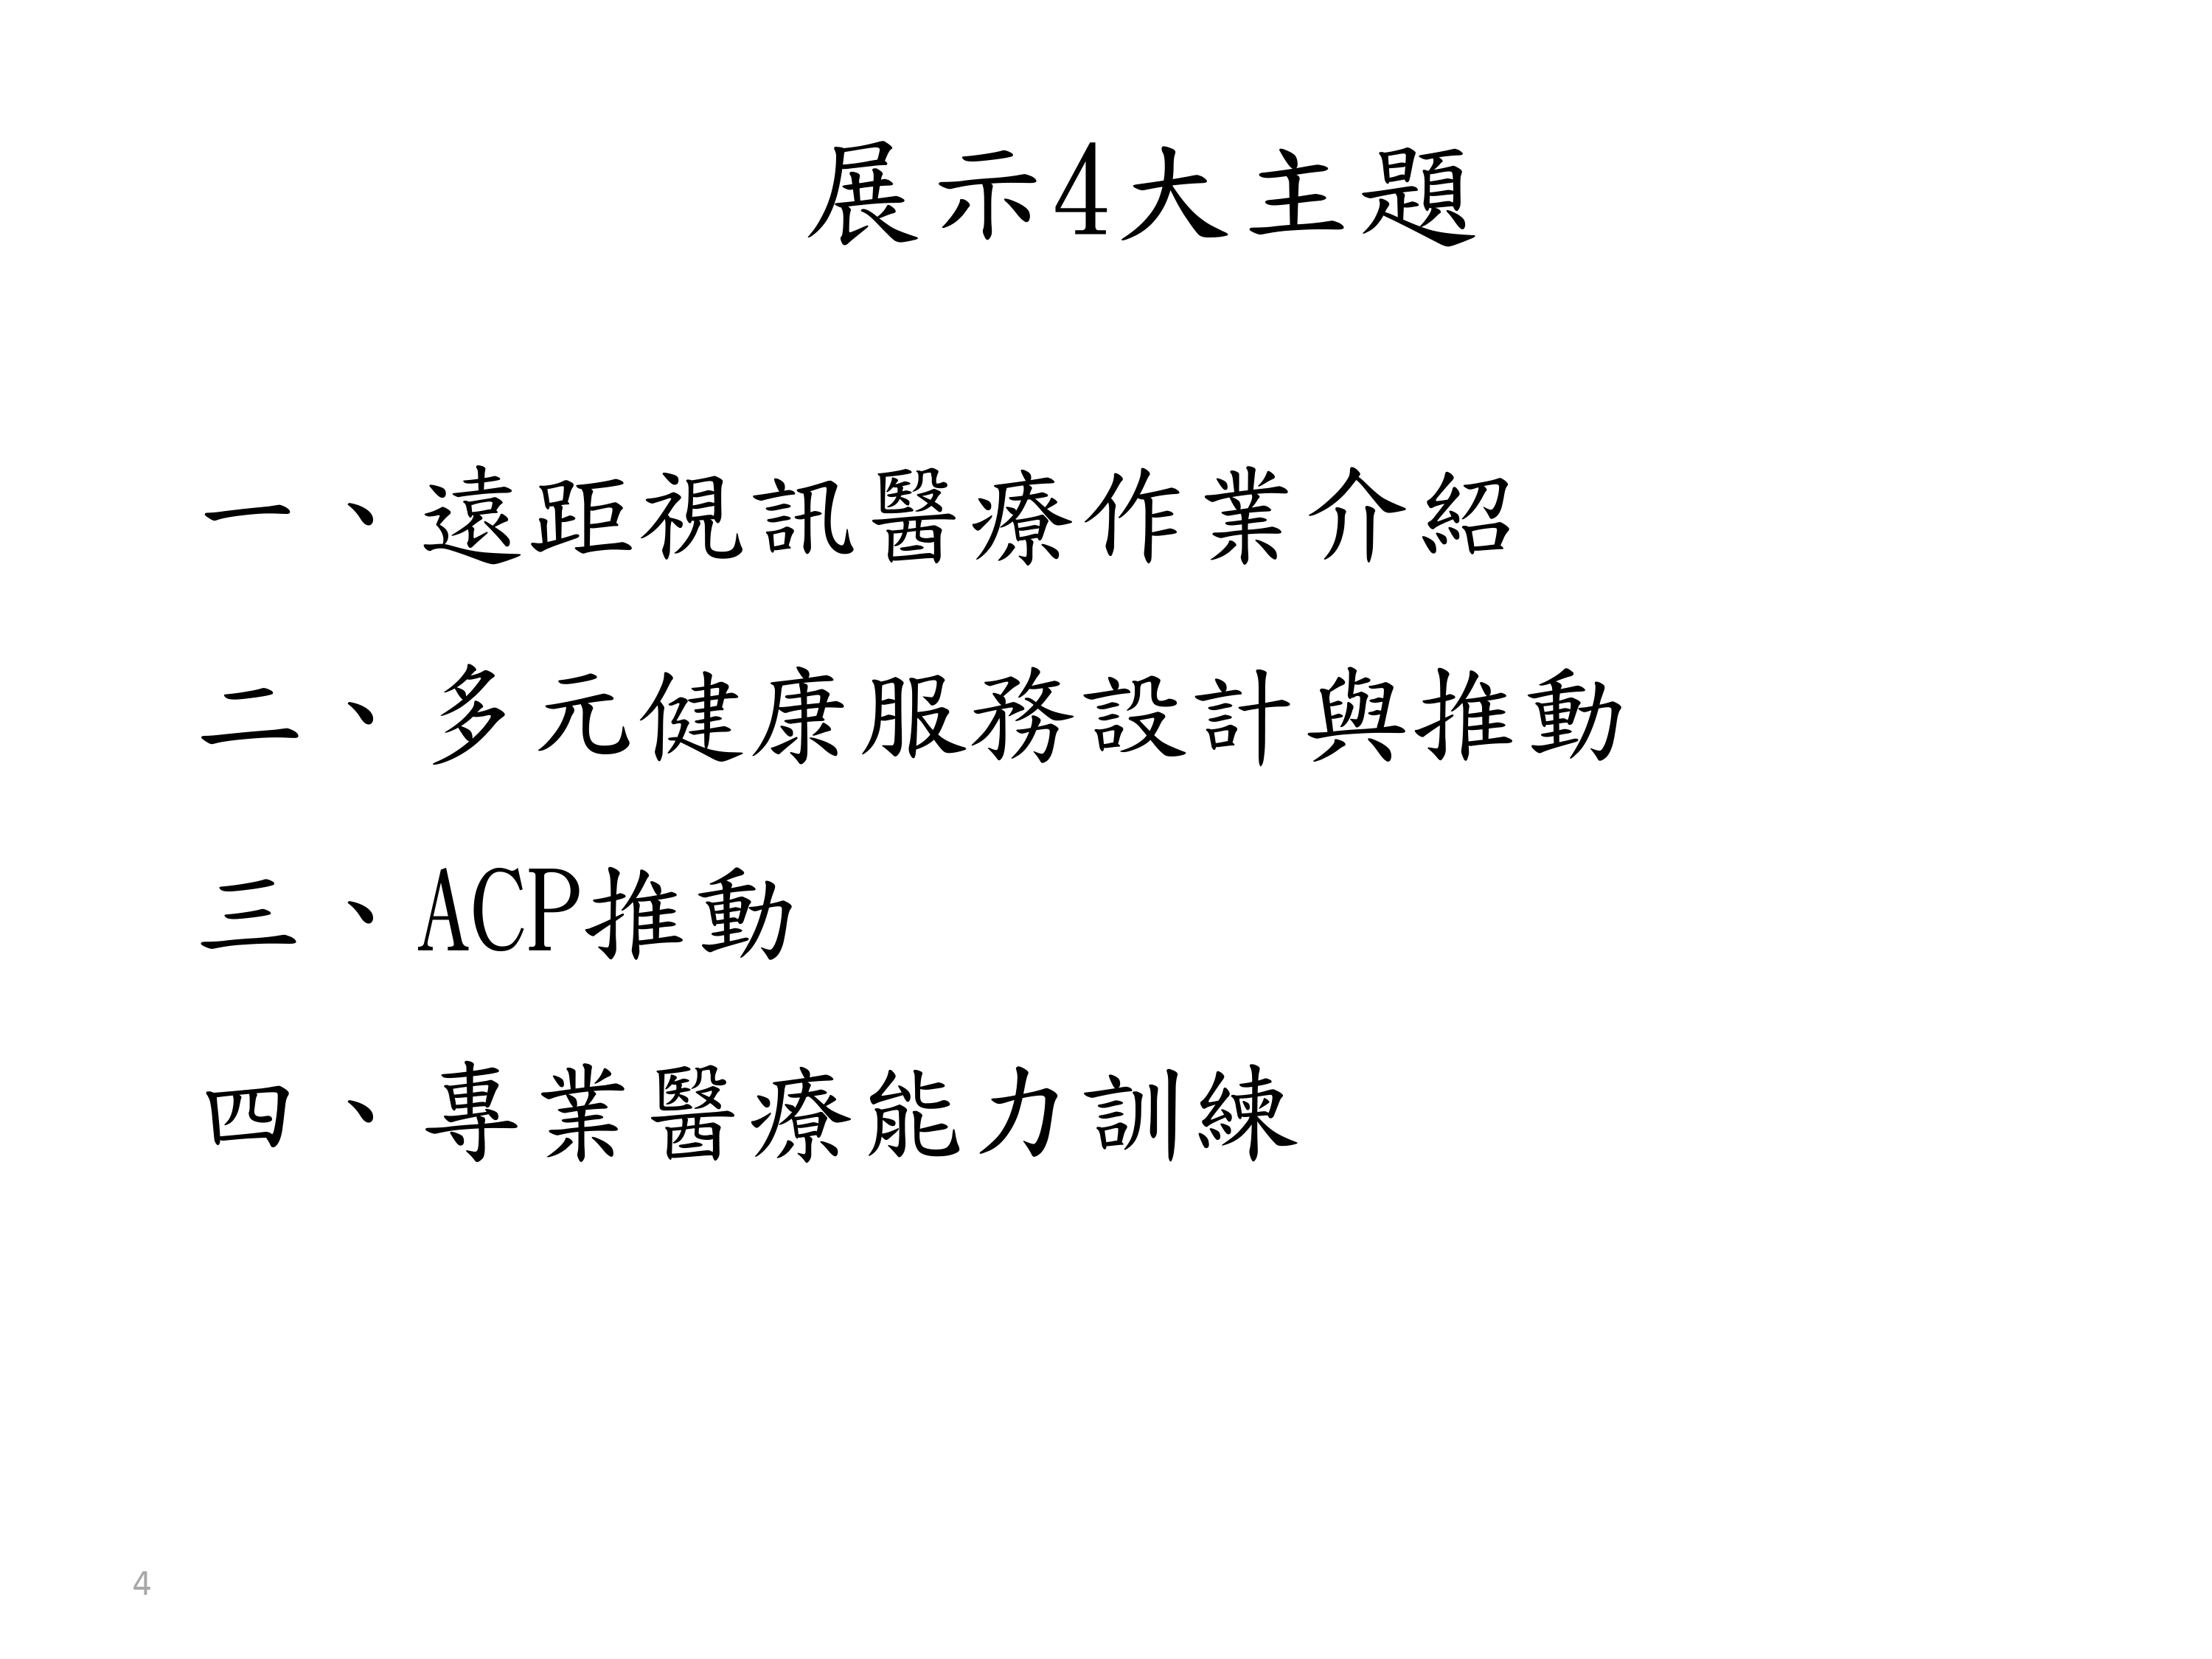 展示4大主題
一、遠距視訊醫療作業介紹
二、多元健康服務設計與推動
三、ACP推動
四、專業醫療能力訓練
4